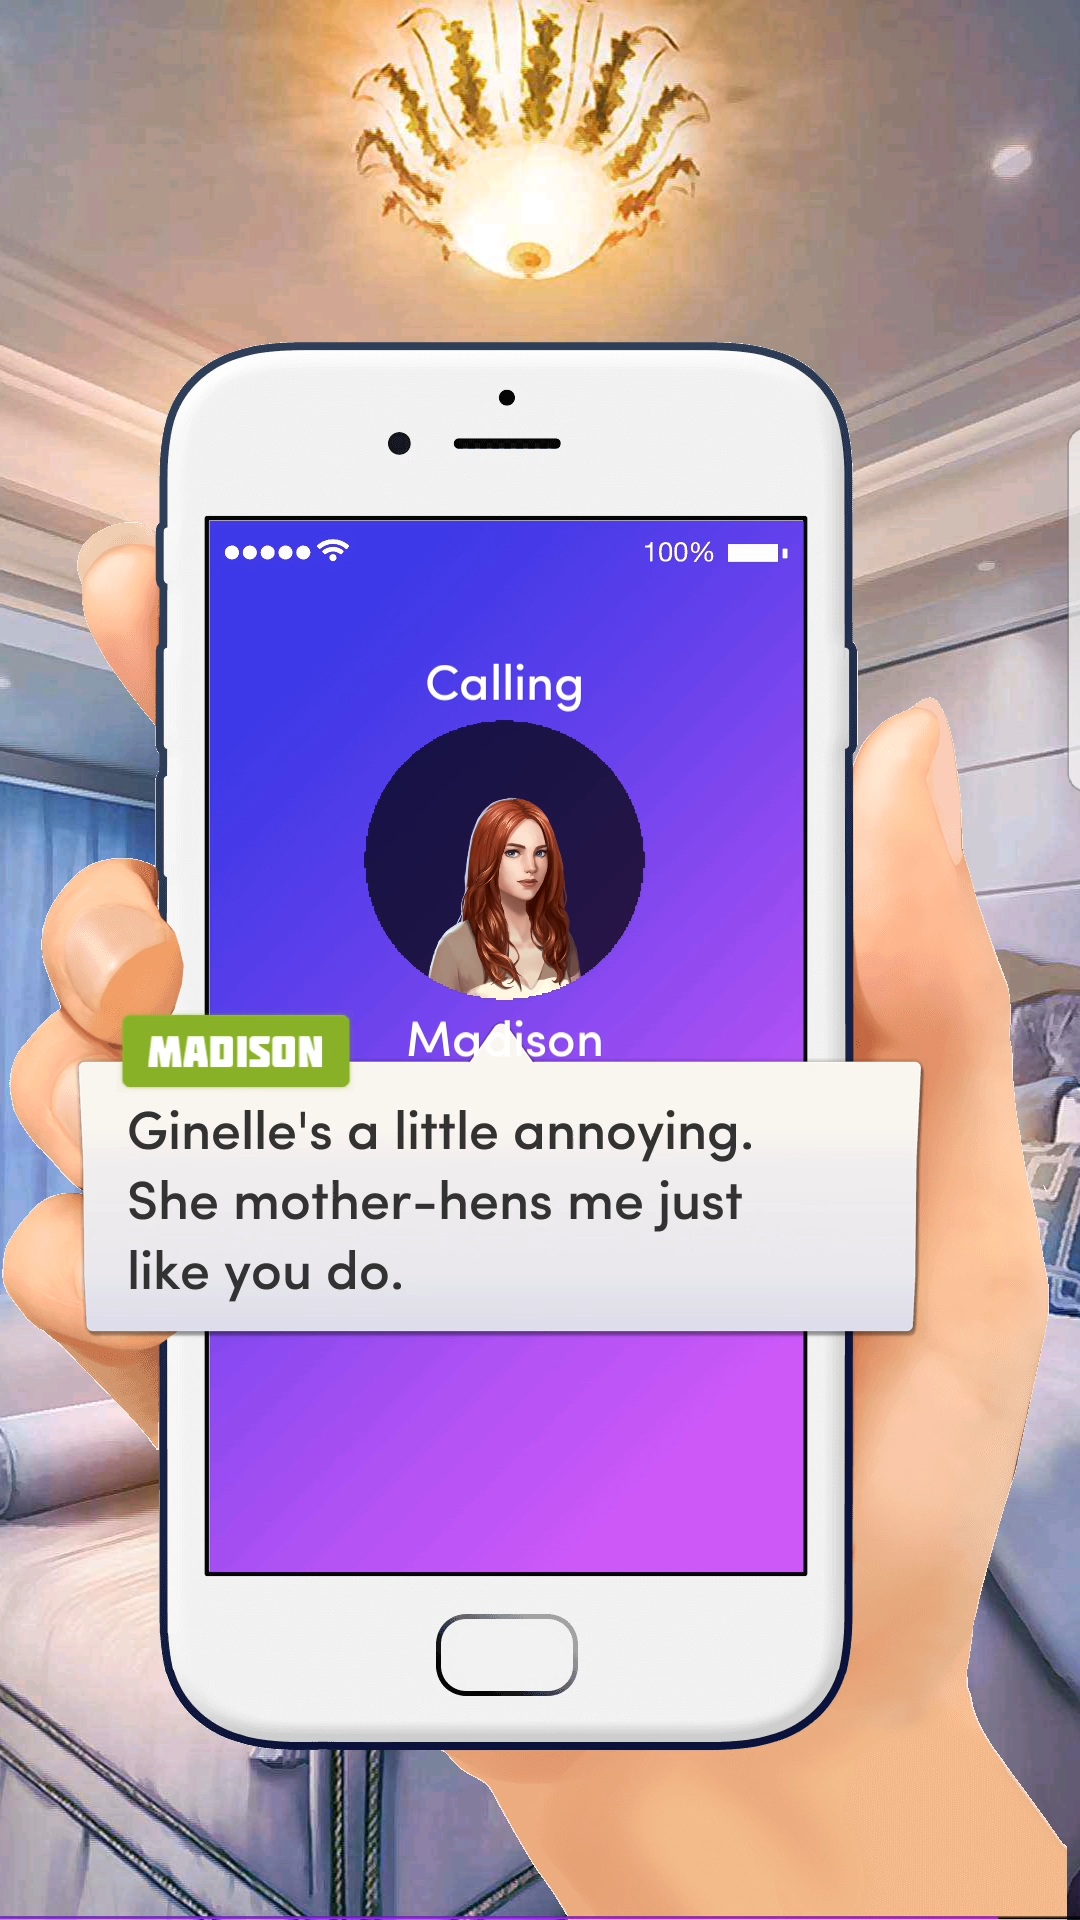 100%
Calling
Madison
MADISON
Ginelle's a little annoying.
She mother-hens me just
like you do.